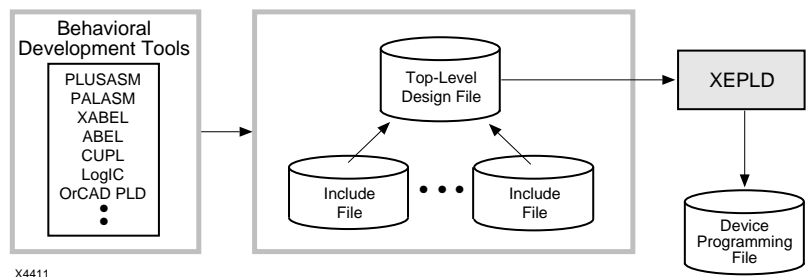 Behavioral
Development Tools
PLUSASM
PALASM
XABEL
ABEL
CUPL
LogIC
OrCAD PLD
Top-Level
Design File
Include
File
Include
File
XEPLD
Device
Programming
File
X4411